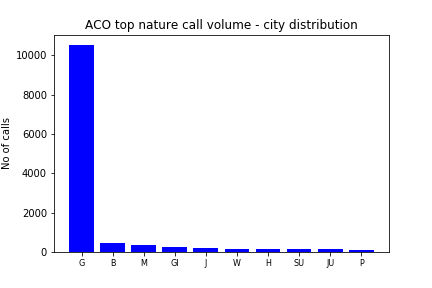 ACO top nature call volume - city distribution
No of calls
10000
8000
6000
4000
2000
0
G B M GI J W H SU JU P